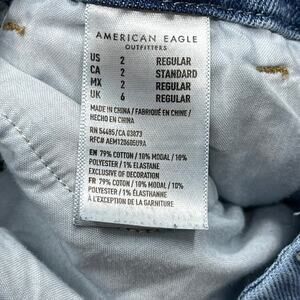 AMERICAN EAGLE
OUTFITTERS
US 2 REGULAR
CA 2 STANDARD
MX 2 REGULAR
UK 6 REGULAR
MADE IN CHINA / FABRIQUÉ EN CHINE /
HECHO EN CHINA
RN 54485/CA 03873
RFC# AEM120605U9A
EN 79% COTTON / 10% MODAL / 10%
POLYESTER / 1% ELASTANE
EXCLUSIVE OF DECORATION
FR 79% COTON / 10% MODAL / 10%
POLYESTER / 1% ÉLASTHANNE
À L'EXCEPTION DE LA GARNITURE